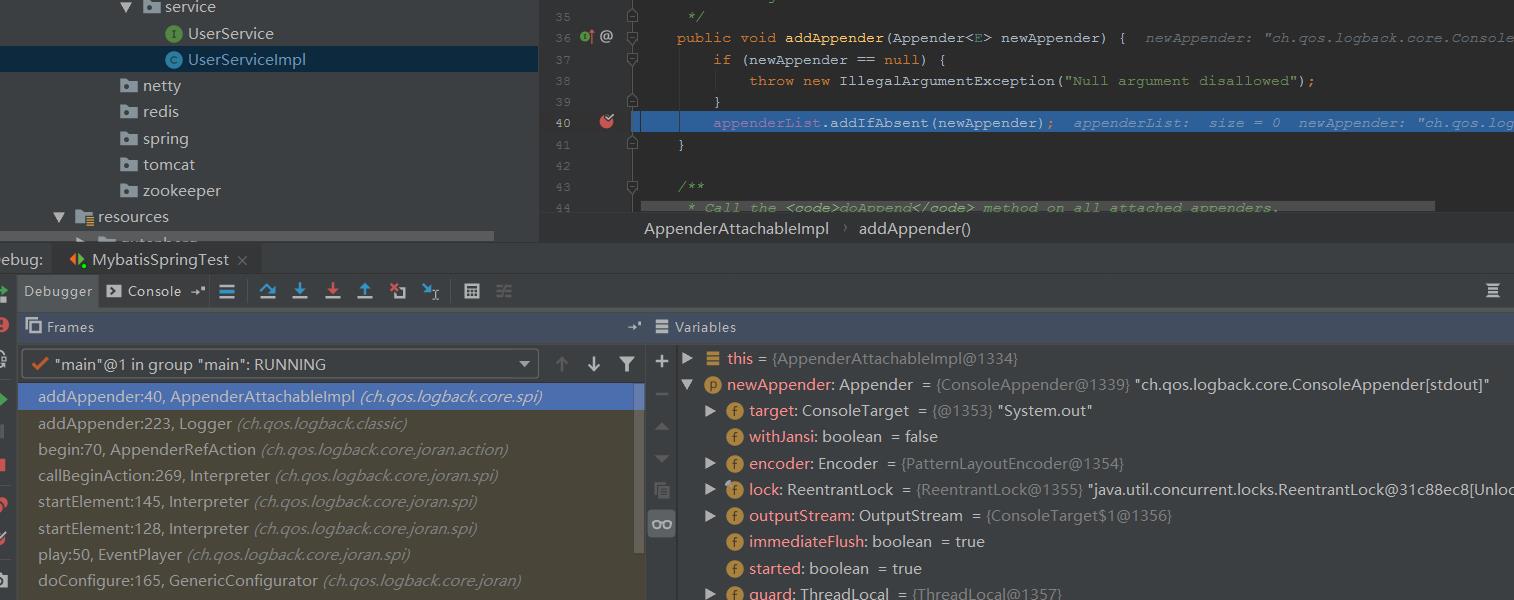 service
UserService
UserServiceImpl
netty
redis
spring
tomcat
zookeeper
resources
35 */
36 @ public void addAppender(Appender<E> newAppender) { newAppender: "ch.qos.logback.core.Console
37 if (newAppender == null) {
38 throw new IllegalArgumentException("Null argument disallowed");
39 }
40 appenderList.addIfAbsent(newAppender); appenderList: size = 0 newAppender: "ch.qos.log
41 }
42
43 /**
44 * Call the <code>doAppend</code> method on all attached appenders.
AppenderAttachableImpl › addAppender()
ebug: MybatisSpringTest
Debugger Console
Frames
"main"@1 in group "main": RUNNING
addAppender:40, AppenderAttachableImpl (ch.qos.logback.core.spi)
addAppender:223, Logger (ch.qos.logback.classic)
begin:70, AppenderRefAction (ch.qos.logback.core.joran.action)
callBeginAction:269, Interpreter (ch.qos.logback.core.joran.spi)
startElement:145, Interpreter (ch.qos.logback.core.joran.spi)
startElement:128, Interpreter (ch.qos.logback.core.joran.spi)
play:50, EventPlayer (ch.qos.logback.core.joran.spi)
doConfigure:165, GenericConfigurator (ch.qos.logback.core.joran)
Variables
this = {AppenderAttachableImpl@1334}
newAppender: Appender = {ConsoleAppender@1339} "ch.qos.logback.core.ConsoleAppender[stdout]"
target: ConsoleTarget = {@1353} "System.out"
withJansi: boolean = false
encoder: Encoder = {PatternLayoutEncoder@1354}
lock: ReentrantLock = {ReentrantLock@1355} "java.util.concurrent.locks.ReentrantLock@31c88ec8[Unloc
outputStream: OutputStream = {ConsoleTarget$1@1356}
immediateFlush: boolean = true
started: boolean = true
guard: ThreadLocal = {ThreadLocal@1357}